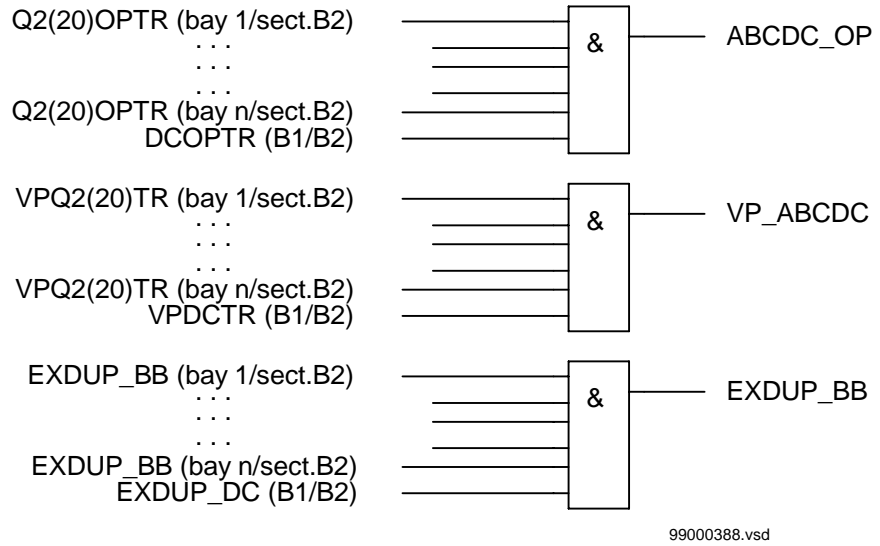 Q2(20)OPTR (bay 1/sect.B2)
. . .
. . .
. . .
Q2(20)OPTR (bay n/sect.B2)
DCOPTR (B1/B2)
&
ABCDC_OP
VPQ2(20)TR (bay 1/sect.B2)
. . .
. . .
. . .
VPQ2(20)TR (bay n/sect.B2)
VPDCTR (B1/B2)
&
VP_ABCDC
EXDUP_BB (bay 1/sect.B2)
. . .
. . .
. . .
EXDUP_BB (bay n/sect.B2)
EXDUP_DC (B1/B2)
&
EXDUP_BB
99000388.vsd